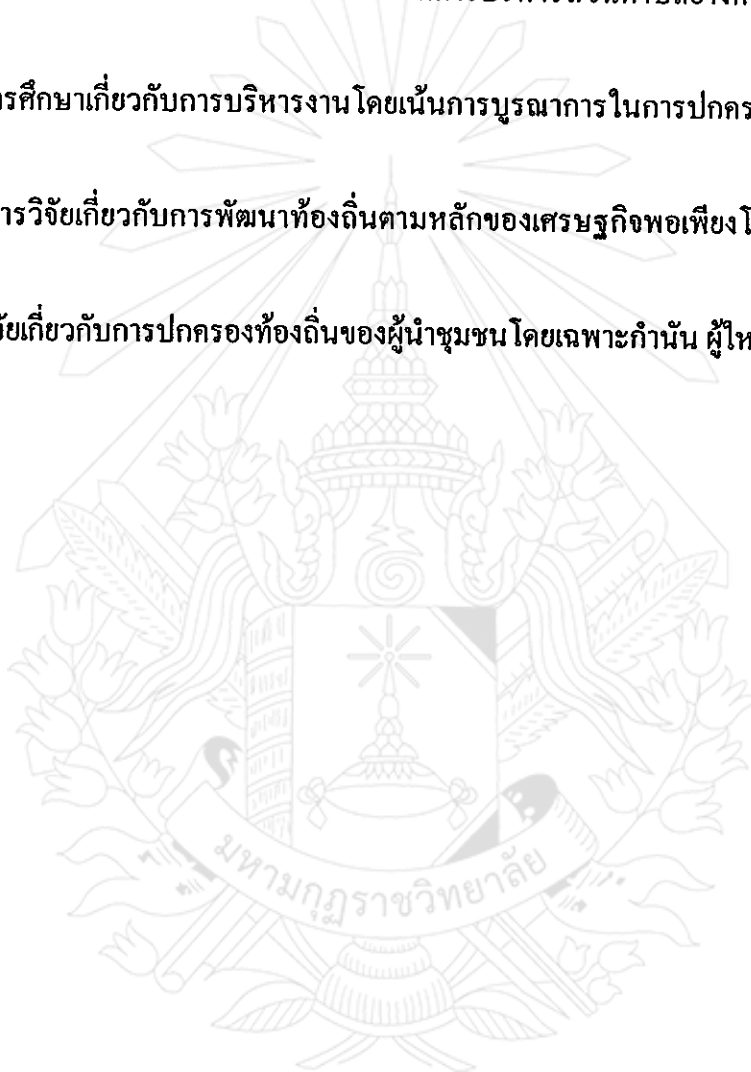 รศึกษาเกี่ยวกับการบริหารงานโดยเน้นการบูรณาการในการปกคร
ารวิจัยเกี่ยวกับการพัฒนาท้องถิ่นตามหลักของเศรษฐกิจพอเพียงโ
ัยเกี่ยวกับการปกครองท้องถิ่นของผู้นำชุมชนโดยเฉพาะกำนัน ผู้ให
มหามกุฏราชวิทยาลัย